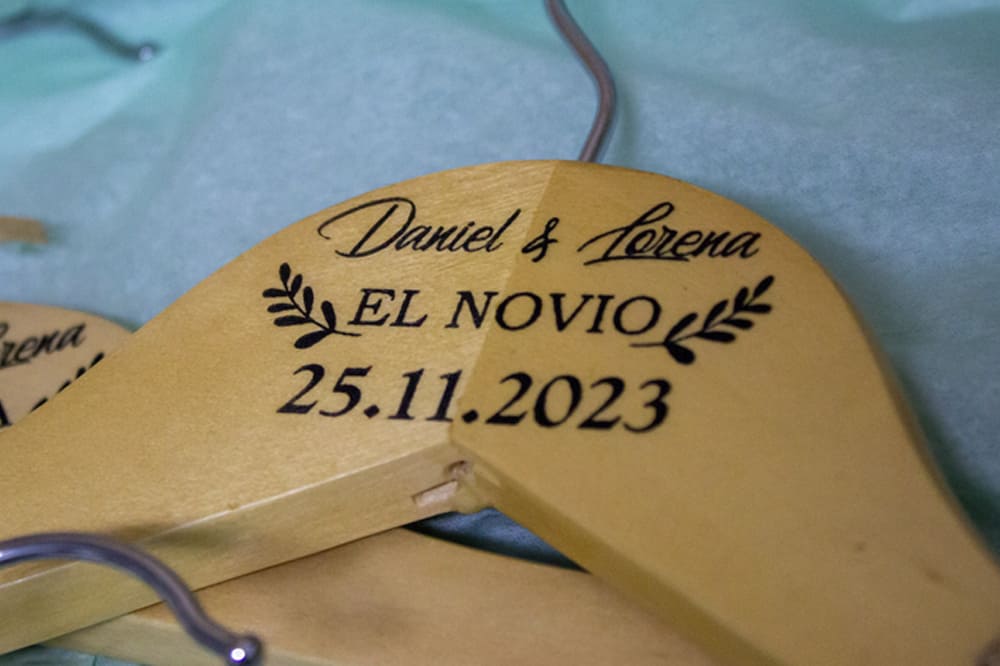 Daniel & Lorena
EL NOVIO
25.11.2023